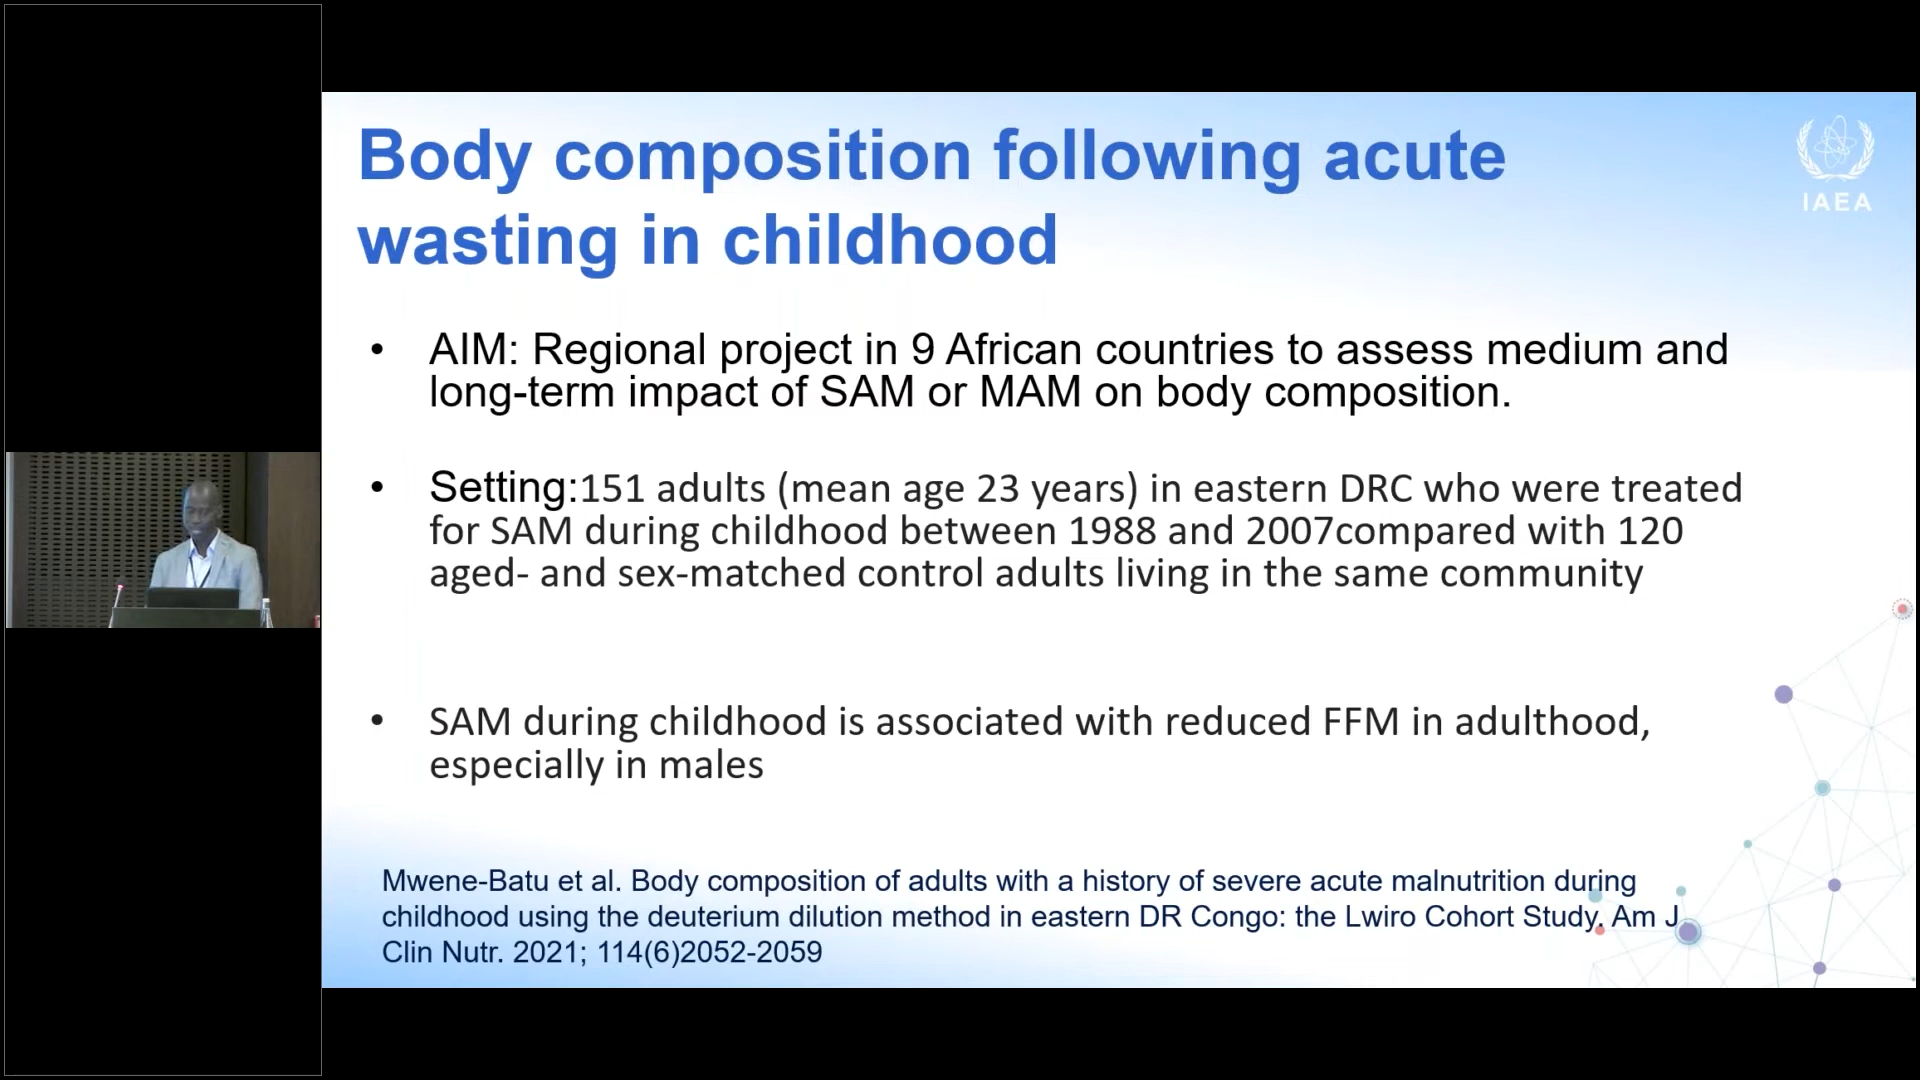 Body composition following acute
wasting in childhood
IAEA
• AIM: Regional project in 9 African countries to assess medium and
long-term impact of SAM or MAM on body composition.
• Setting:151 adults (mean age 23 years) in eastern DRC who were treated
for SAM during childhood between 1988 and 2007compared with 120
aged- and sex-matched control adults living in the same community
• SAM during childhood is associated with reduced FFM in adulthood,
especially in males
Mwene-Batu et al. Body composition of adults with a history of severe acute malnutrition during
childhood using the deuterium dilution method in eastern DR Congo: the Lwiro Cohort Study. Am J
Clin Nutr. 2021; 114(6)2052-2059